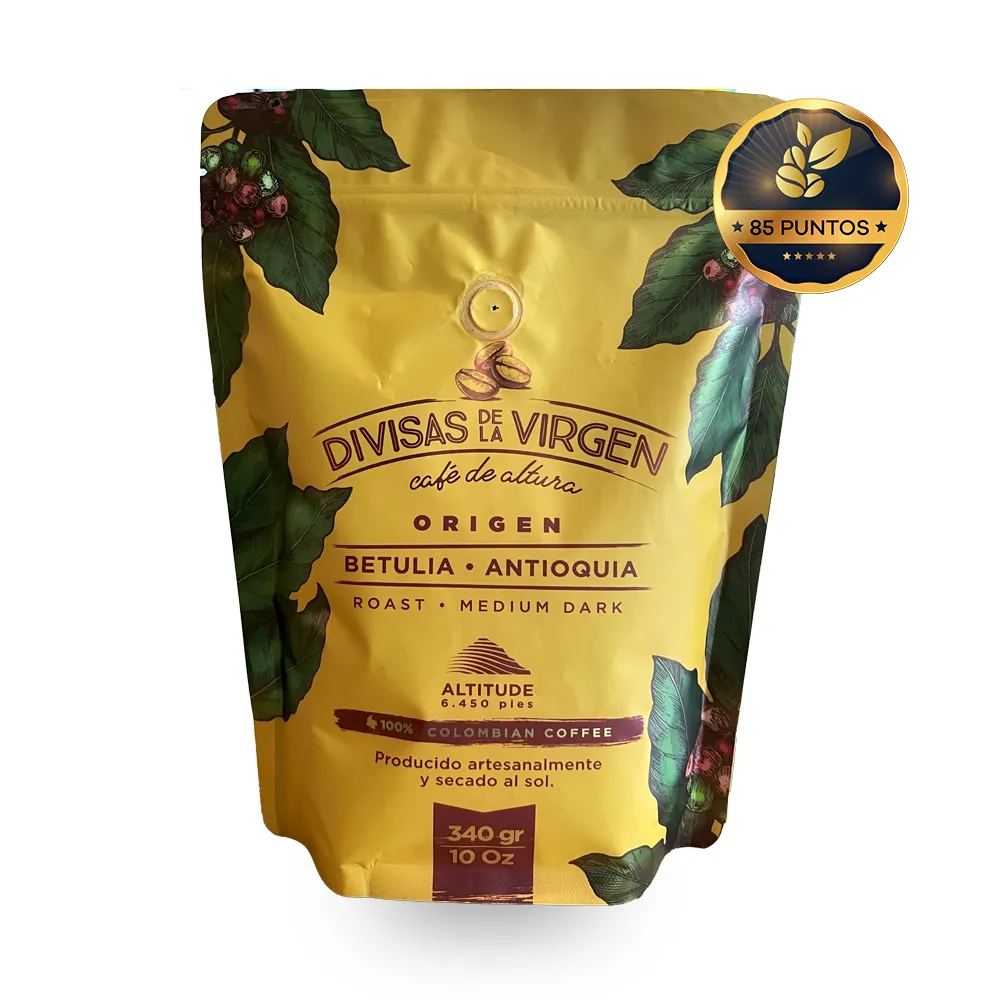 85 PUNTOS
DIVISAS DE LA VIRGEN
café de altura
ORIGEN
BETULIA • ANTIOQUIA
ROAST • MEDIUM DARK
ALTITUDE
6.450 pies
100% COLOMBIAN COFFEE
Producido artesanalmente
y secado al sol.
340 gr
10 Oz